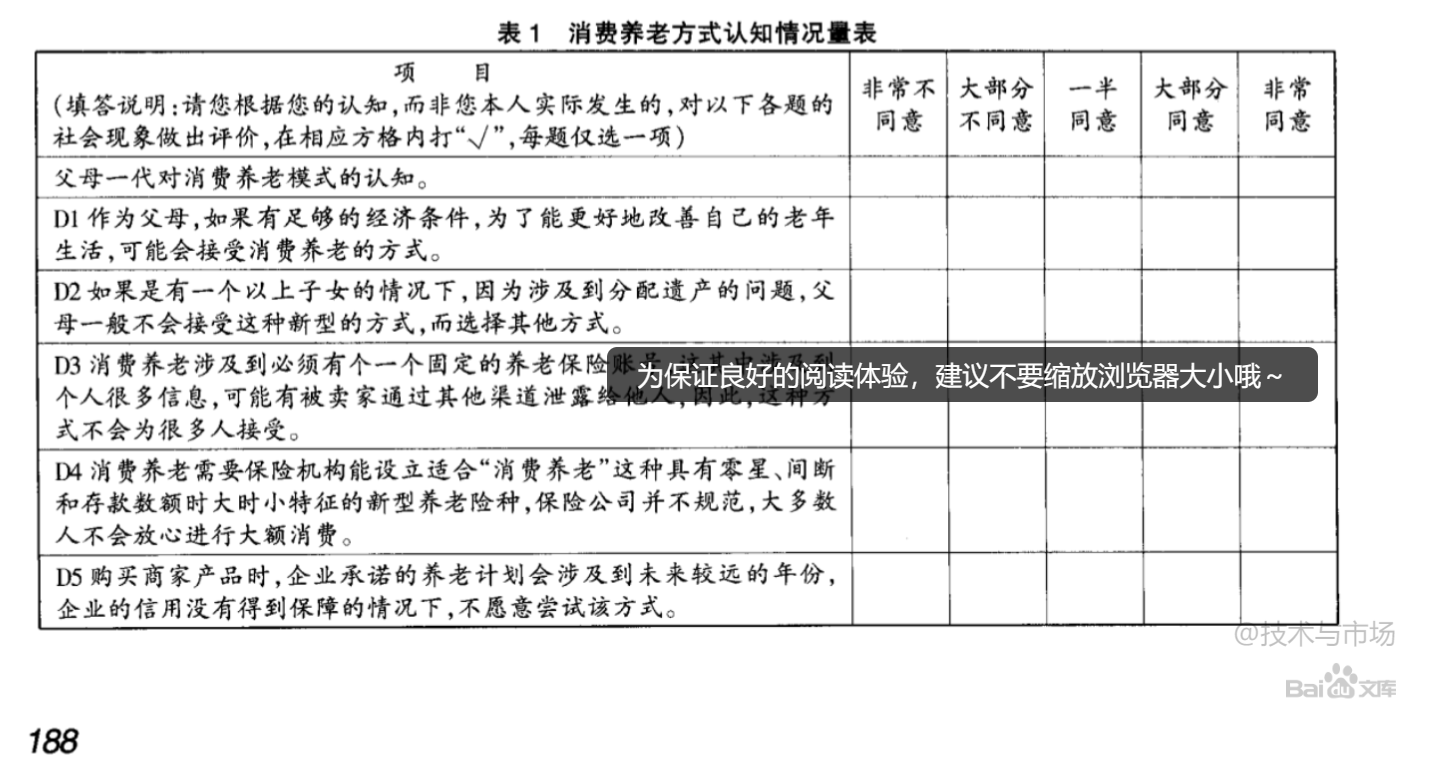 表1 消费养老方式认知情况量表
项 目
(填答说明:请您根据您的认知,而非您本人实际发生的,对以下各题的
社会现象做出评价,在相应方格内打“√”,每题仅选一项)
非常不
同意
大部分
不同意
一半
同意
大部分
同意
非常
同意
父母一代对消费养老模式的认知。
D1 作为父母,如果有足够的经济条件,为了能更好地改善自己的老年
生活,可能会接受消费养老的方式。
D2 如果是有一个以上子女的情况下,因为涉及到分配遗产的问题,父
母一般不会接受这种新型的方式,而选择其他方式。
D3 消费养老涉及到必须有个一个固定的养老保险账号,这其中涉及到
个人很多信息,可能有被卖家通过其他渠道泄露给他人,因此,这种方
式不会为很多人接受。
为保证良好的阅读体验，建议不要缩放浏览器大小哦～
D4 消费养老需要保险机构能设立适合“消费养老”这种具有零星、间断
和存款数额时大时小特征的新型养老险种,保险公司并不规范,大多数
人不会放心进行大额消费。
D5 购买商家产品时,企业承诺的养老计划会涉及到未来较远的年份,
企业的信用没有得到保障的情况下,不愿意尝试该方式。
@技术与市场
Bai du 文库
188